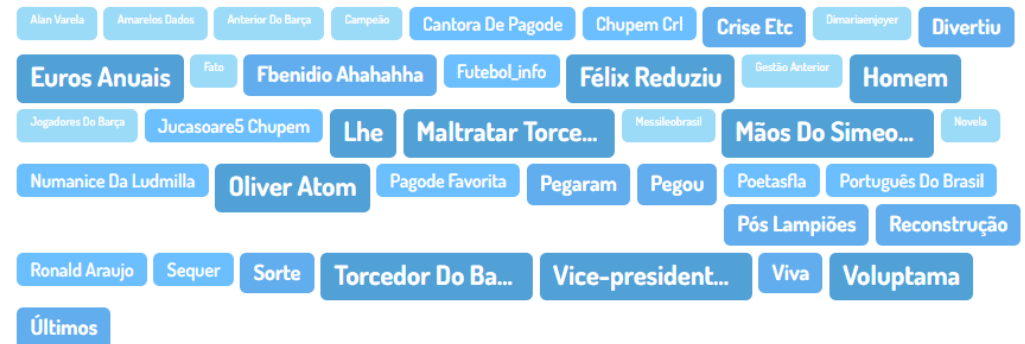 Alan Varela Amarelos Dados Anterior Do Barça Campeão Cantora De Pagode Chupem Crl Crise Etc Dimariaenjoyer Divertiu
Euros Anuais Fato Fbenidio Ahahahha Futebol_info Félix Reduziu Gestão Anterior Homem
Jogadores Do Barça Jucasoare5 Chupem Lhe Maltratar Torce... Messileobrasil Mãos Do Simeo... Novela
Numanice Da Ludmilla Oliver Atom Pagode Favorita Pegaram Pegou Poetasfla Português Do Brasil
Pós Lampiões Reconstrução
Ronald Araujo Sequer Sorte Torcedor Do Ba... Vice-president... Viva Voluptama
Últimos